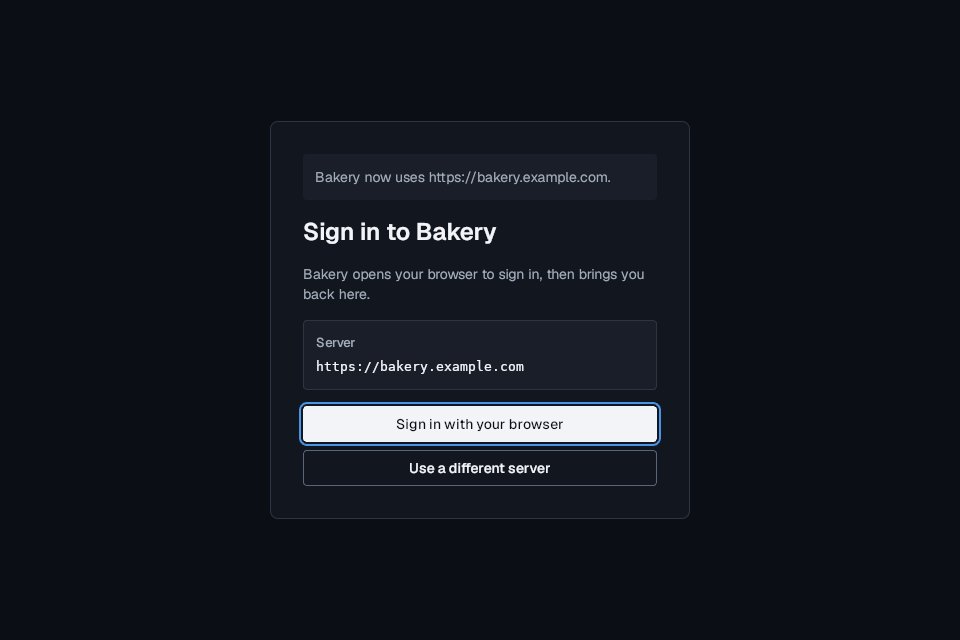 Bakery now uses https://bakery.example.com.
Sign in to Bakery
Bakery opens your browser to sign in, then brings you
back here.
Server
https://bakery.example.com
Sign in with your browser
Use a different server